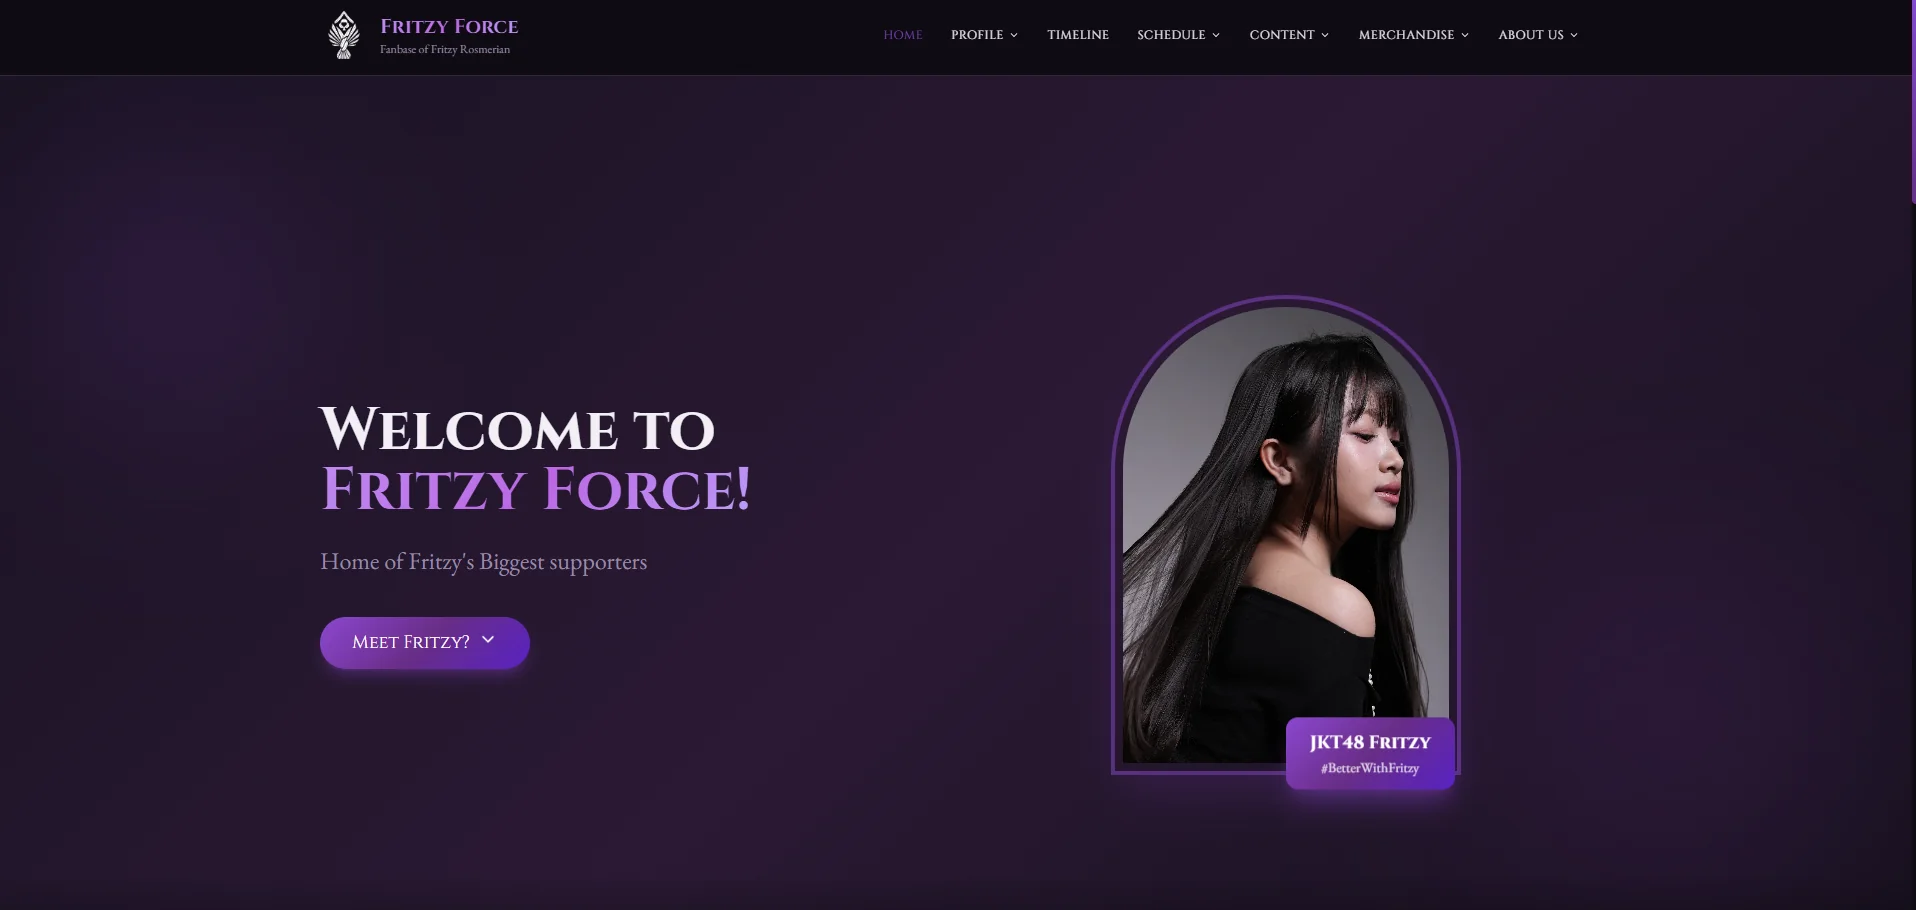 Fritzy Force
Fanbase of Fritzy Rosmerian
HOME PROFILE TIMELINE SCHEDULE CONTENT MERCHANDISE ABOUT US
Welcome to
Fritzy Force!
Home of Fritzy's Biggest supporters
Meet Fritzy?
JKT48 Fritzy
#BetterWithFritzy